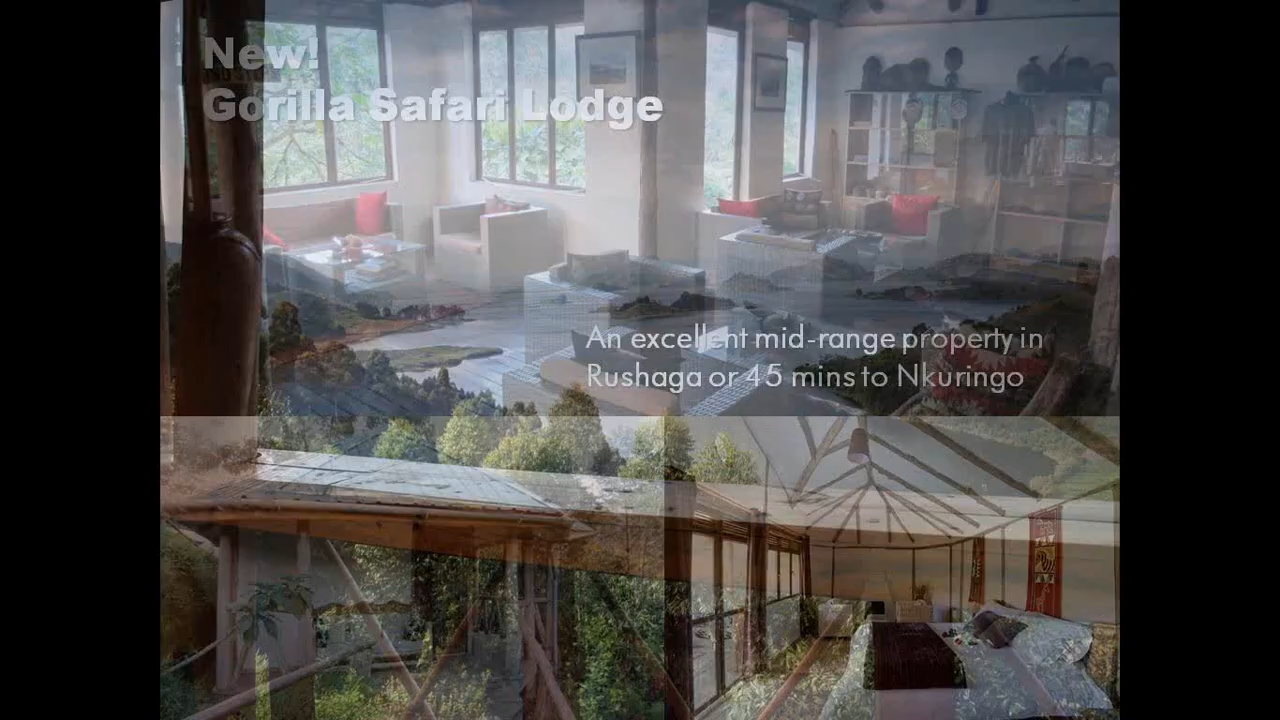 New!
Gorilla Safari Lodge
An excellent mid-range property in
Rushaga or 45 mins to Nkuringo